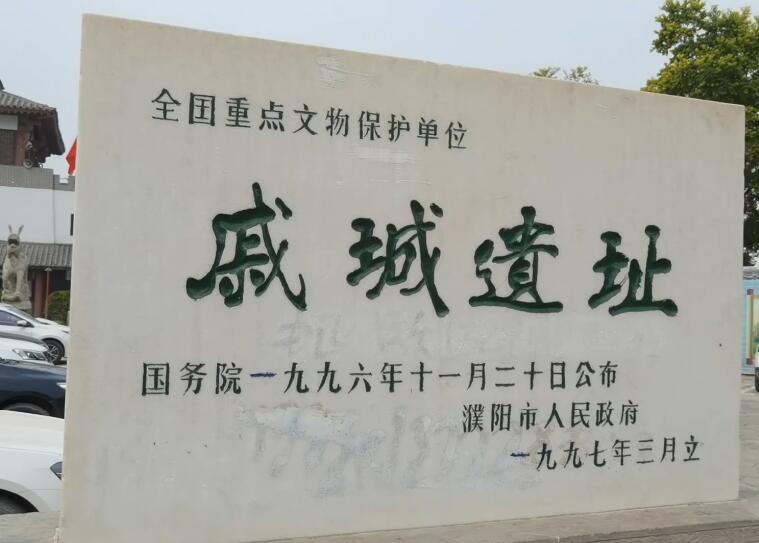 全国重点文物保护单位
戚城遺址
国务院一九九六年十一月二十日公布
濮阳市人民政府
一九九七年三月立